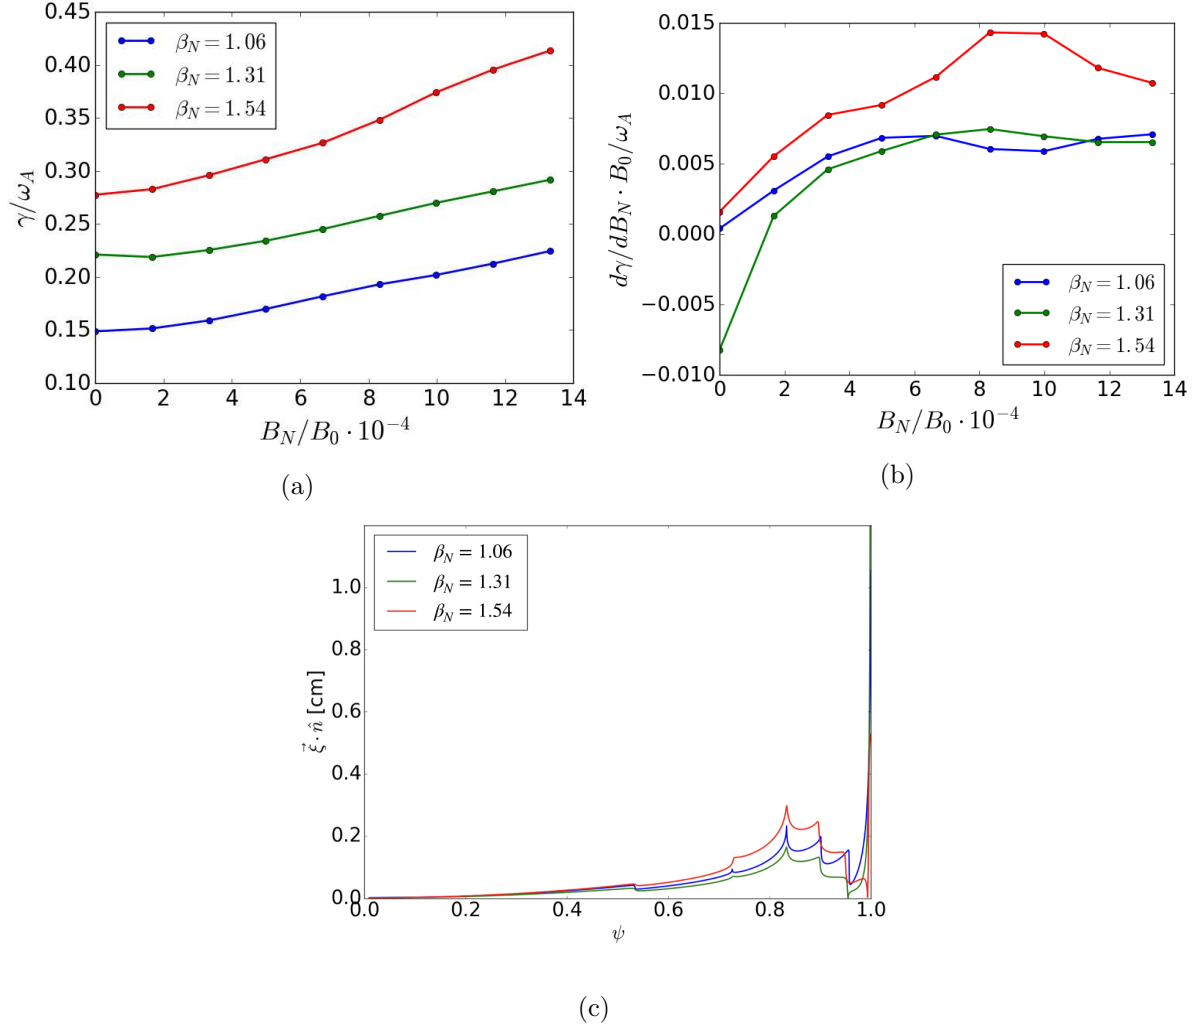 0.45
0.40
0.35
0.30
0.25
0.20
0.15
0.10
γ/ω_A
β_N = 1.06
β_N = 1.31
β_N = 1.54
0 2 4 6 8 10 12 14
B_N/B_0 · 10^{-4}
(a)
0.015
0.010
0.005
0.000
−0.005
−0.010
dγ/dB_N · B_0/ω_A
β_N = 1.06
β_N = 1.31
β_N = 1.54
0 2 4 6 8 10 12 14
B_N/B_0 · 10^{-4}
(b)
β_N = 1.06
β_N = 1.31
β_N = 1.54
1.0
0.8
0.6
0.4
0.2
0.0
ξ⃗ · n̂ [cm]
0.0 0.2 0.4 0.6 0.8 1.0
ψ
(c)